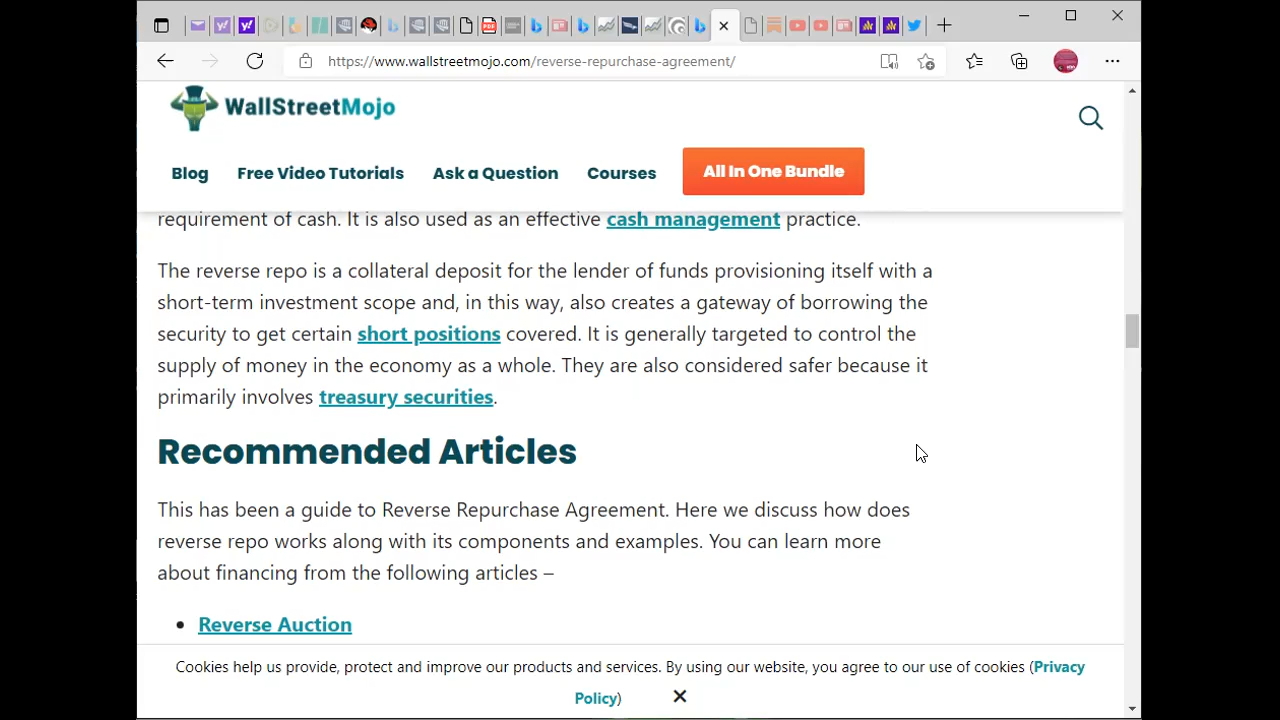 https://www.wallstreetmojo.com/reverse-repurchase-agreement/
WallStreetMojo
Blog Free Video Tutorials Ask a Question Courses All In One Bundle
requirement of cash. It is also used as an effective cash management practice.
The reverse repo is a collateral deposit for the lender of funds provisioning itself with a
short-term investment scope and, in this way, also creates a gateway of borrowing the
security to get certain short positions covered. It is generally targeted to control the
supply of money in the economy as a whole. They are also considered safer because it
primarily involves treasury securities.
Recommended Articles
This has been a guide to Reverse Repurchase Agreement. Here we discuss how does
reverse repo works along with its components and examples. You can learn more
about financing from the following articles –
• Reverse Auction
Cookies help us provide, protect and improve our products and services. By using our website, you agree to our use of cookies (Privacy
Policy)